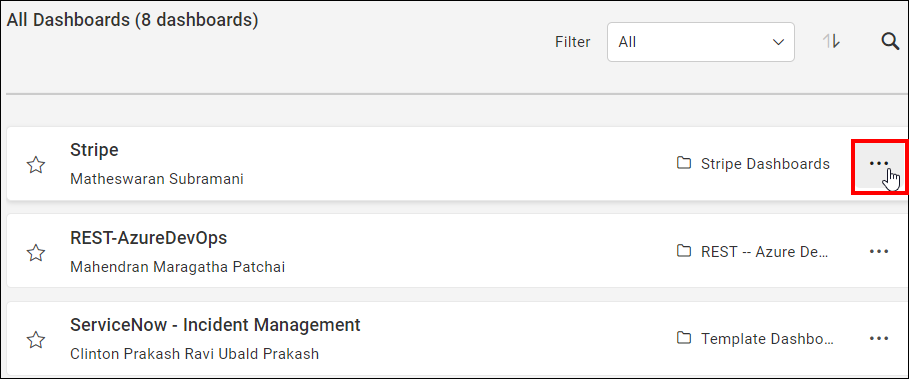 All Dashboards (8 dashboards)
Filter
All
Stripe
Matheswaran Subramani
Stripe Dashboards
REST-AzureDevOps
Mahendran Maragatha Patchai
REST -- Azure De...
ServiceNow - Incident Management
Clinton Prakash Ravi Ubald Prakash
Template Dashbo...